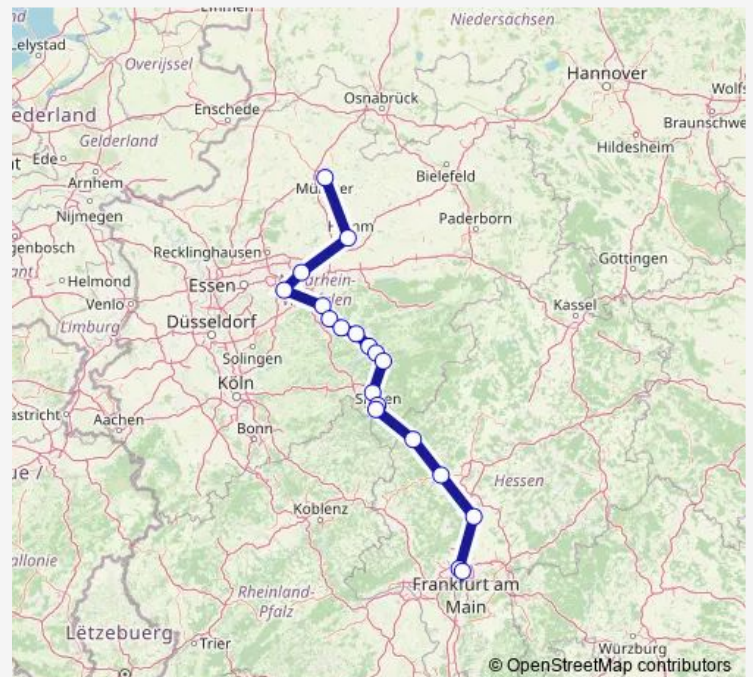 Niedersachsen
Lelystad
Overijssel
Hannover
Osnabrück
Wolfs
Enschede
ederland
Braunschwe
Gelderland
Hildesheim
Ede
Arnhem
Bielefeld
Nijmegen
Paderborn
genbosch
Recklinghausen
Göttingen
Helmond
Essen
Venlo
Kassel
Limburg
Düsseldorf
Solingen
Köln
Siegen
Aachen
Bonn
Hessen
Koblenz
Rheinland-
Pfalz
Frankfurt am
Main
Lëtzebuerg
Trier
Würzburg
© OpenStreetMap contributors